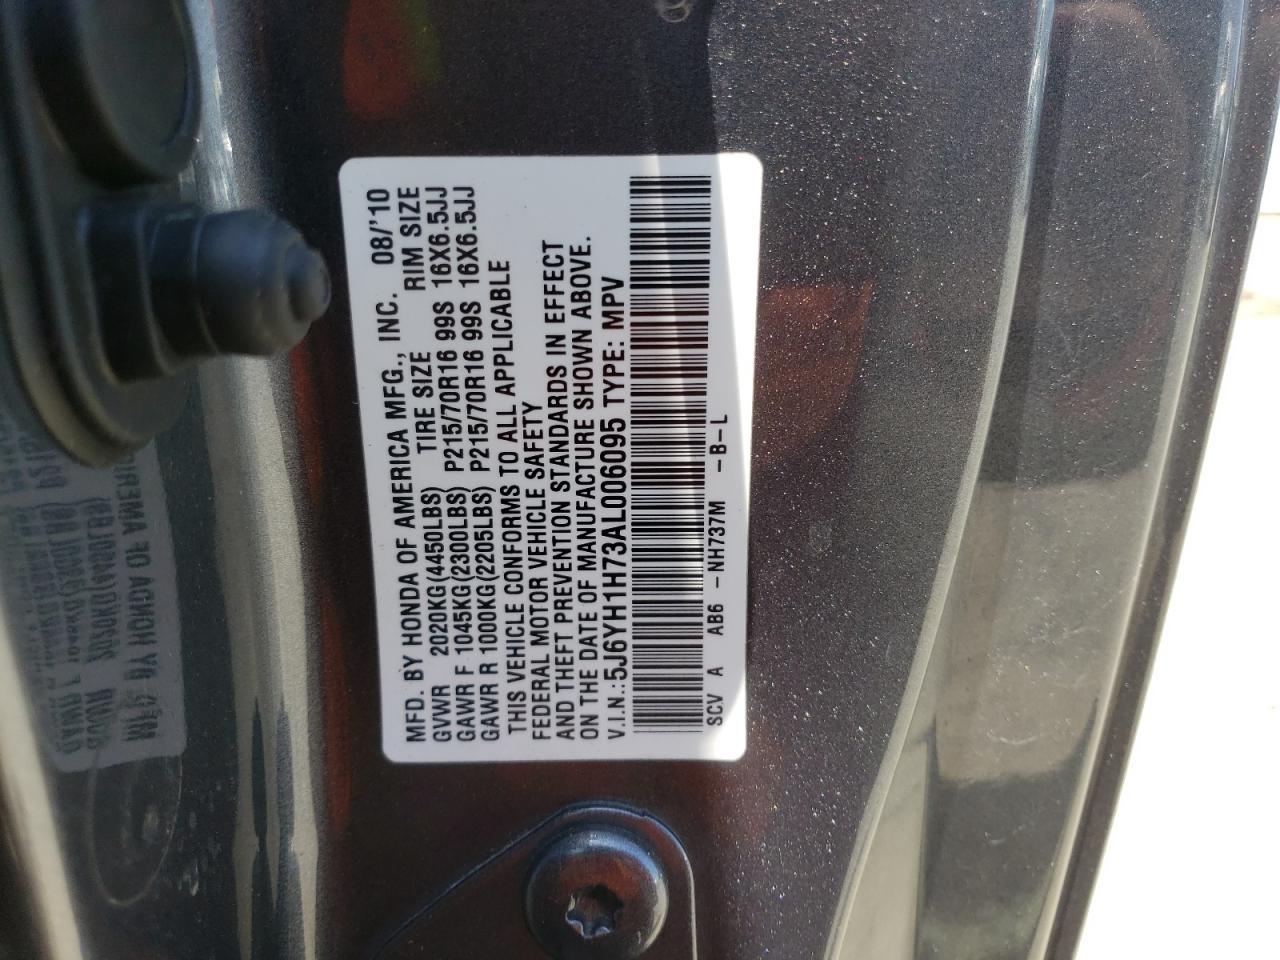 MFD. BY HONDA OF AMERICA MFG., INC. 08/'10
GVWR 2020KG(4450LBS) TIRE SIZE RIM SIZE
GAWR F 1045KG(2300LBS) P215/70R16 99S 16X6.5JJ
GAWR R 1000KG(2205LBS) P215/70R16 99S 16X6.5JJ
THIS VEHICLE CONFORMS TO ALL APPLICABLE
FEDERAL MOTOR VEHICLE SAFETY
AND THEFT PREVENTION STANDARDS IN EFFECT
ON THE DATE OF MANUFACTURE SHOWN ABOVE.
V.I.N.:5J6YH1H73AL006095 TYPE: MPV
SCV A AB6 -NH737M -B-L